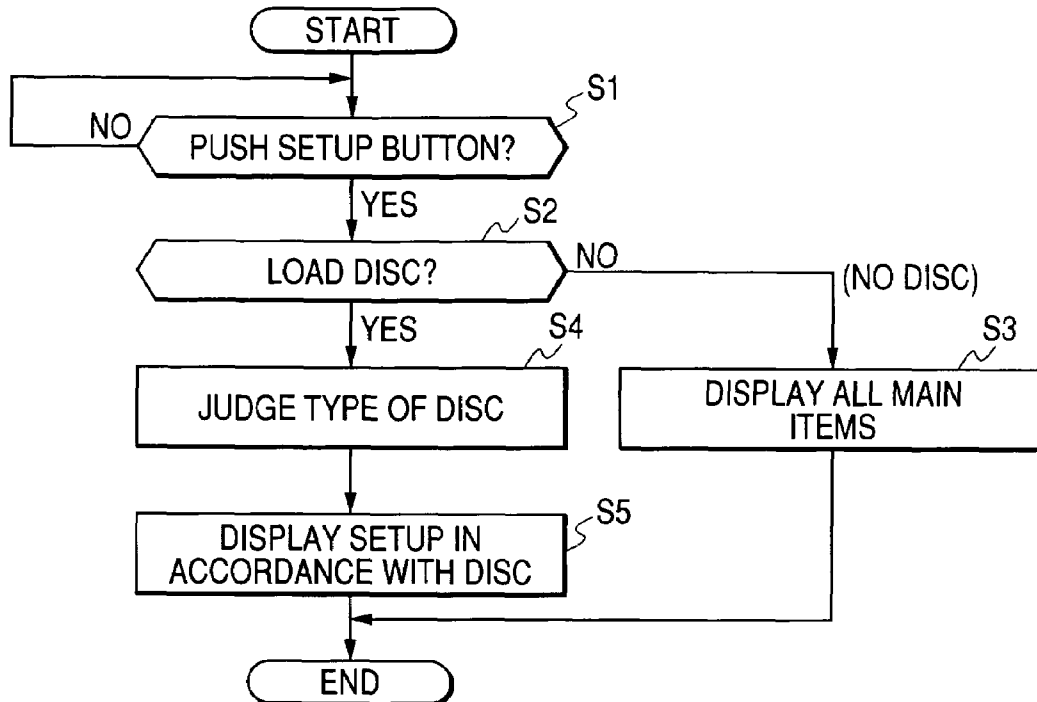 START
S1
NO
PUSH SETUP BUTTON?
YES
S2
LOAD DISC?
NO
(NO DISC)
YES
S4
S3
JUDGE TYPE OF DISC
DISPLAY ALL MAIN
ITEMS
S5
DISPLAY SETUP IN
ACCORDANCE WITH DISC
END